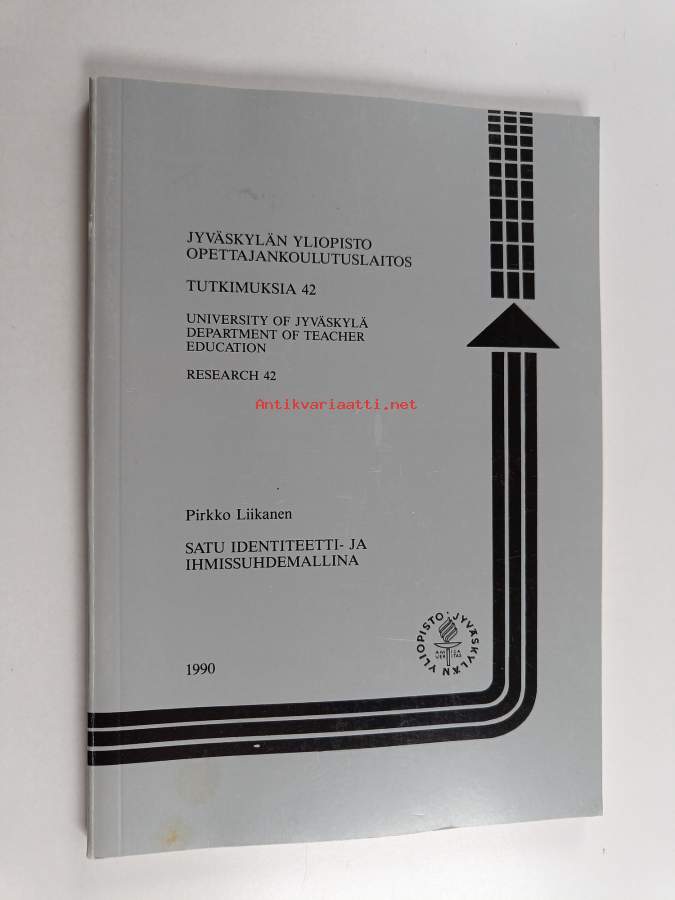 JYVÄSKYLÄN YLIOPISTO
OPETTAJANKOULUTUSLAITOS
TUTKIMUKSIA 42
UNIVERSITY OF JYVÄSKYLÄ
DEPARTMENT OF TEACHER
EDUCATION
RESEARCH 42
Antikvariaatti.net
Pirkko Liikanen
SATU IDENTITEETTI- JA
IHMISSUHDEMALLINA
JYVÄSKYLÄN YLIOPISTO
1990